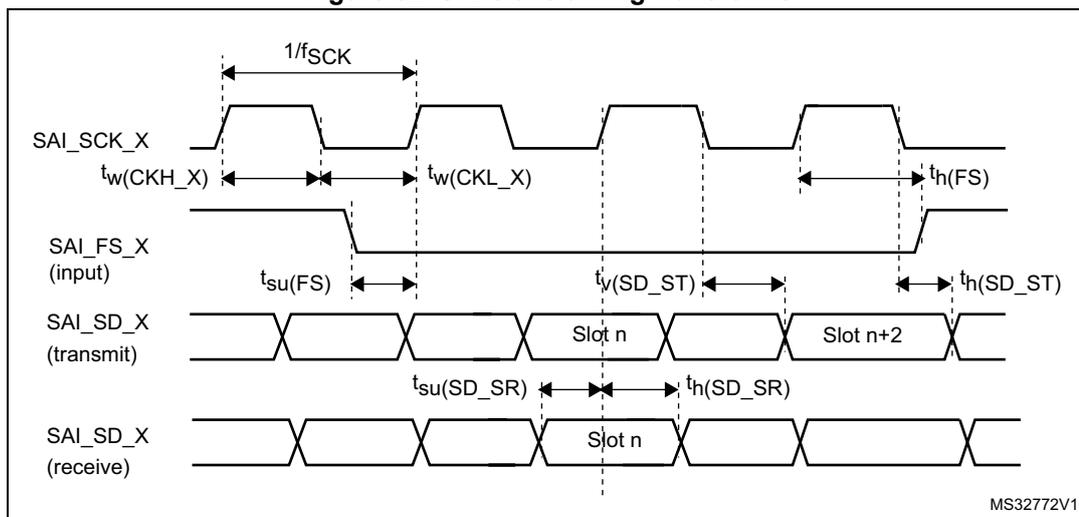 1/fSCK
SAI_SCK_X
tw(CKH_X)
tw(CKL_X)
th(FS)
SAI_FS_X
(input)
tsu(FS)
tv(SD_ST)
th(SD_ST)
SAI_SD_X
(transmit)
Slot n
Slot n+2
tsu(SD_SR)
th(SD_SR)
SAI_SD_X
(receive)
Slot n
MS32772V1